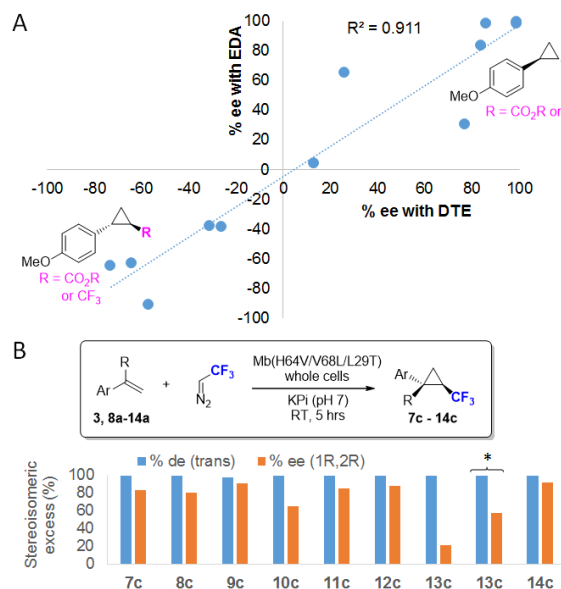 A
R² = 0.911
% ee with EDA
100
80
60
40
20
0
-20
-40
-60
-80
-100
-100 -80 -60 -40 -20 0 20 40 60 80 100
% ee with DTE
MeO
R = CO₂R or
R
MeO
R = CO₂R
or CF₃
B
R
Ar
3, 8a-14a
+
CF₃
N₂
Mb(H64V/V68L/L29T)
whole cells
KPi (pH 7)
RT, 5 hrs
Ar
R
CF₃
7c - 14c
% de (trans) % ee (1R,2R)
*
Stereoisomeric
excess (%)
100
80
60
40
20
0
7c 8c 9c 10c 11c 12c 13c 13c 14c